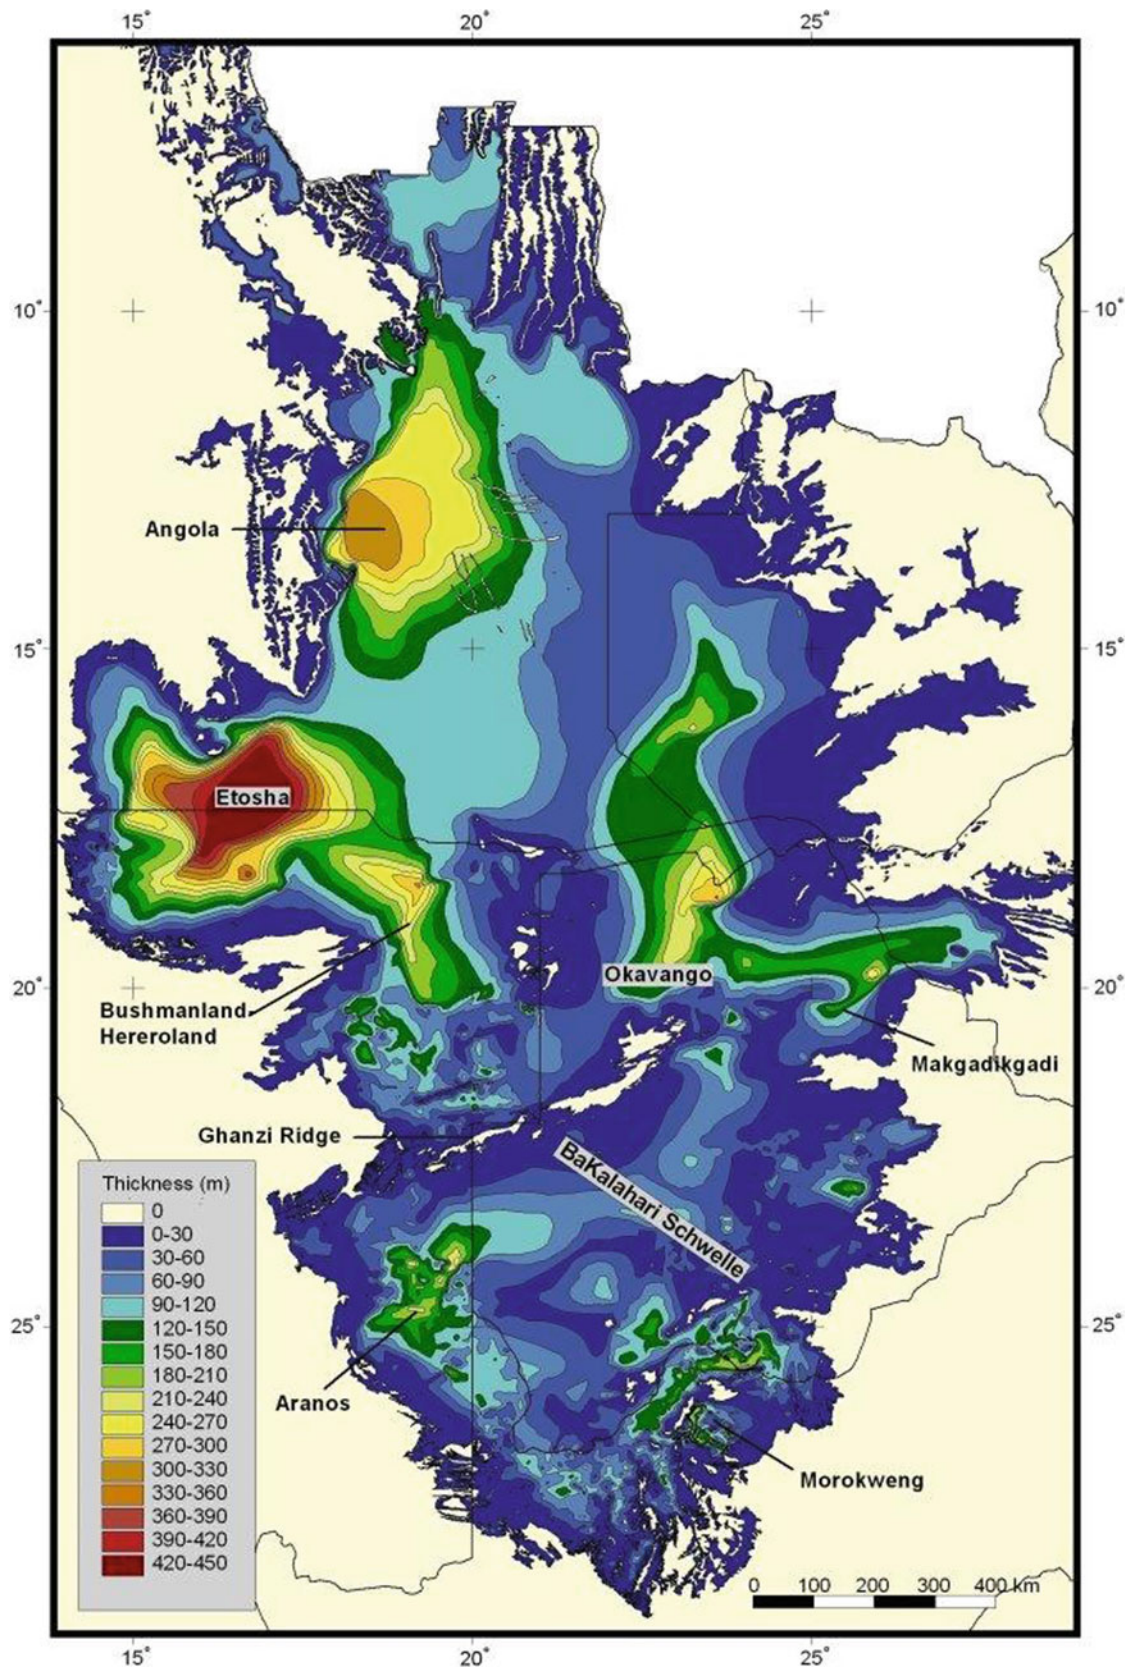 15°
20°
25°
10°
10°
Angola
15°
15°
Etosha
20°
Okavango
20°
Bushmanland
Hereroland
Makgadikgadi
Ghanzi Ridge
BaKalahari Schwelle
Thickness (m)
0
0-30
30-60
60-90
90-120
120-150
150-180
180-210
210-240
240-270
270-300
300-330
330-360
360-390
390-420
420-450
25°
25°
Aranos
Morokweng
0 100 200 300 400 km
15°
20°
25°